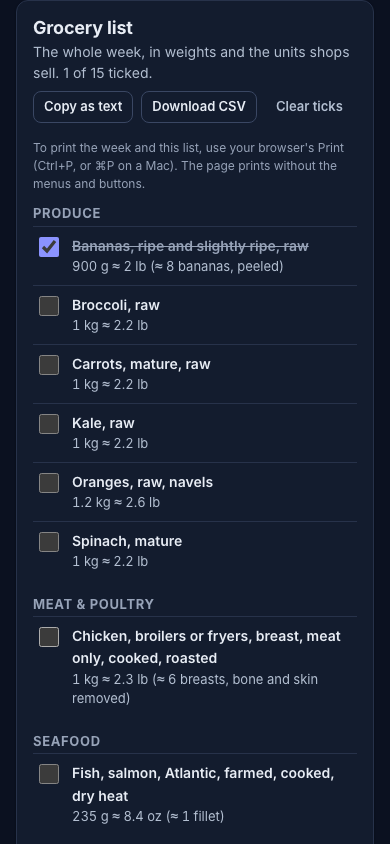 Grocery list
The whole week, in weights and the units shops
sell. 1 of 15 ticked.
Copy as text Download CSV Clear ticks
To print the week and this list, use your browser's Print
(Ctrl+P, or ⌘P on a Mac). The page prints without the
menus and buttons.
PRODUCE
Bananas, ripe and slightly ripe, raw
900 g ≈ 2 lb (≈ 8 bananas, peeled)
Broccoli, raw
1 kg ≈ 2.2 lb
Carrots, mature, raw
1 kg ≈ 2.2 lb
Kale, raw
1 kg ≈ 2.2 lb
Oranges, raw, navels
1.2 kg ≈ 2.6 lb
Spinach, mature
1 kg ≈ 2.2 lb
MEAT & POULTRY
Chicken, broilers or fryers, breast, meat
only, cooked, roasted
1 kg ≈ 2.3 lb (≈ 6 breasts, bone and skin
removed)
SEAFOOD
Fish, salmon, Atlantic, farmed, cooked,
dry heat
235 g ≈ 8.4 oz (≈ 1 fillet)